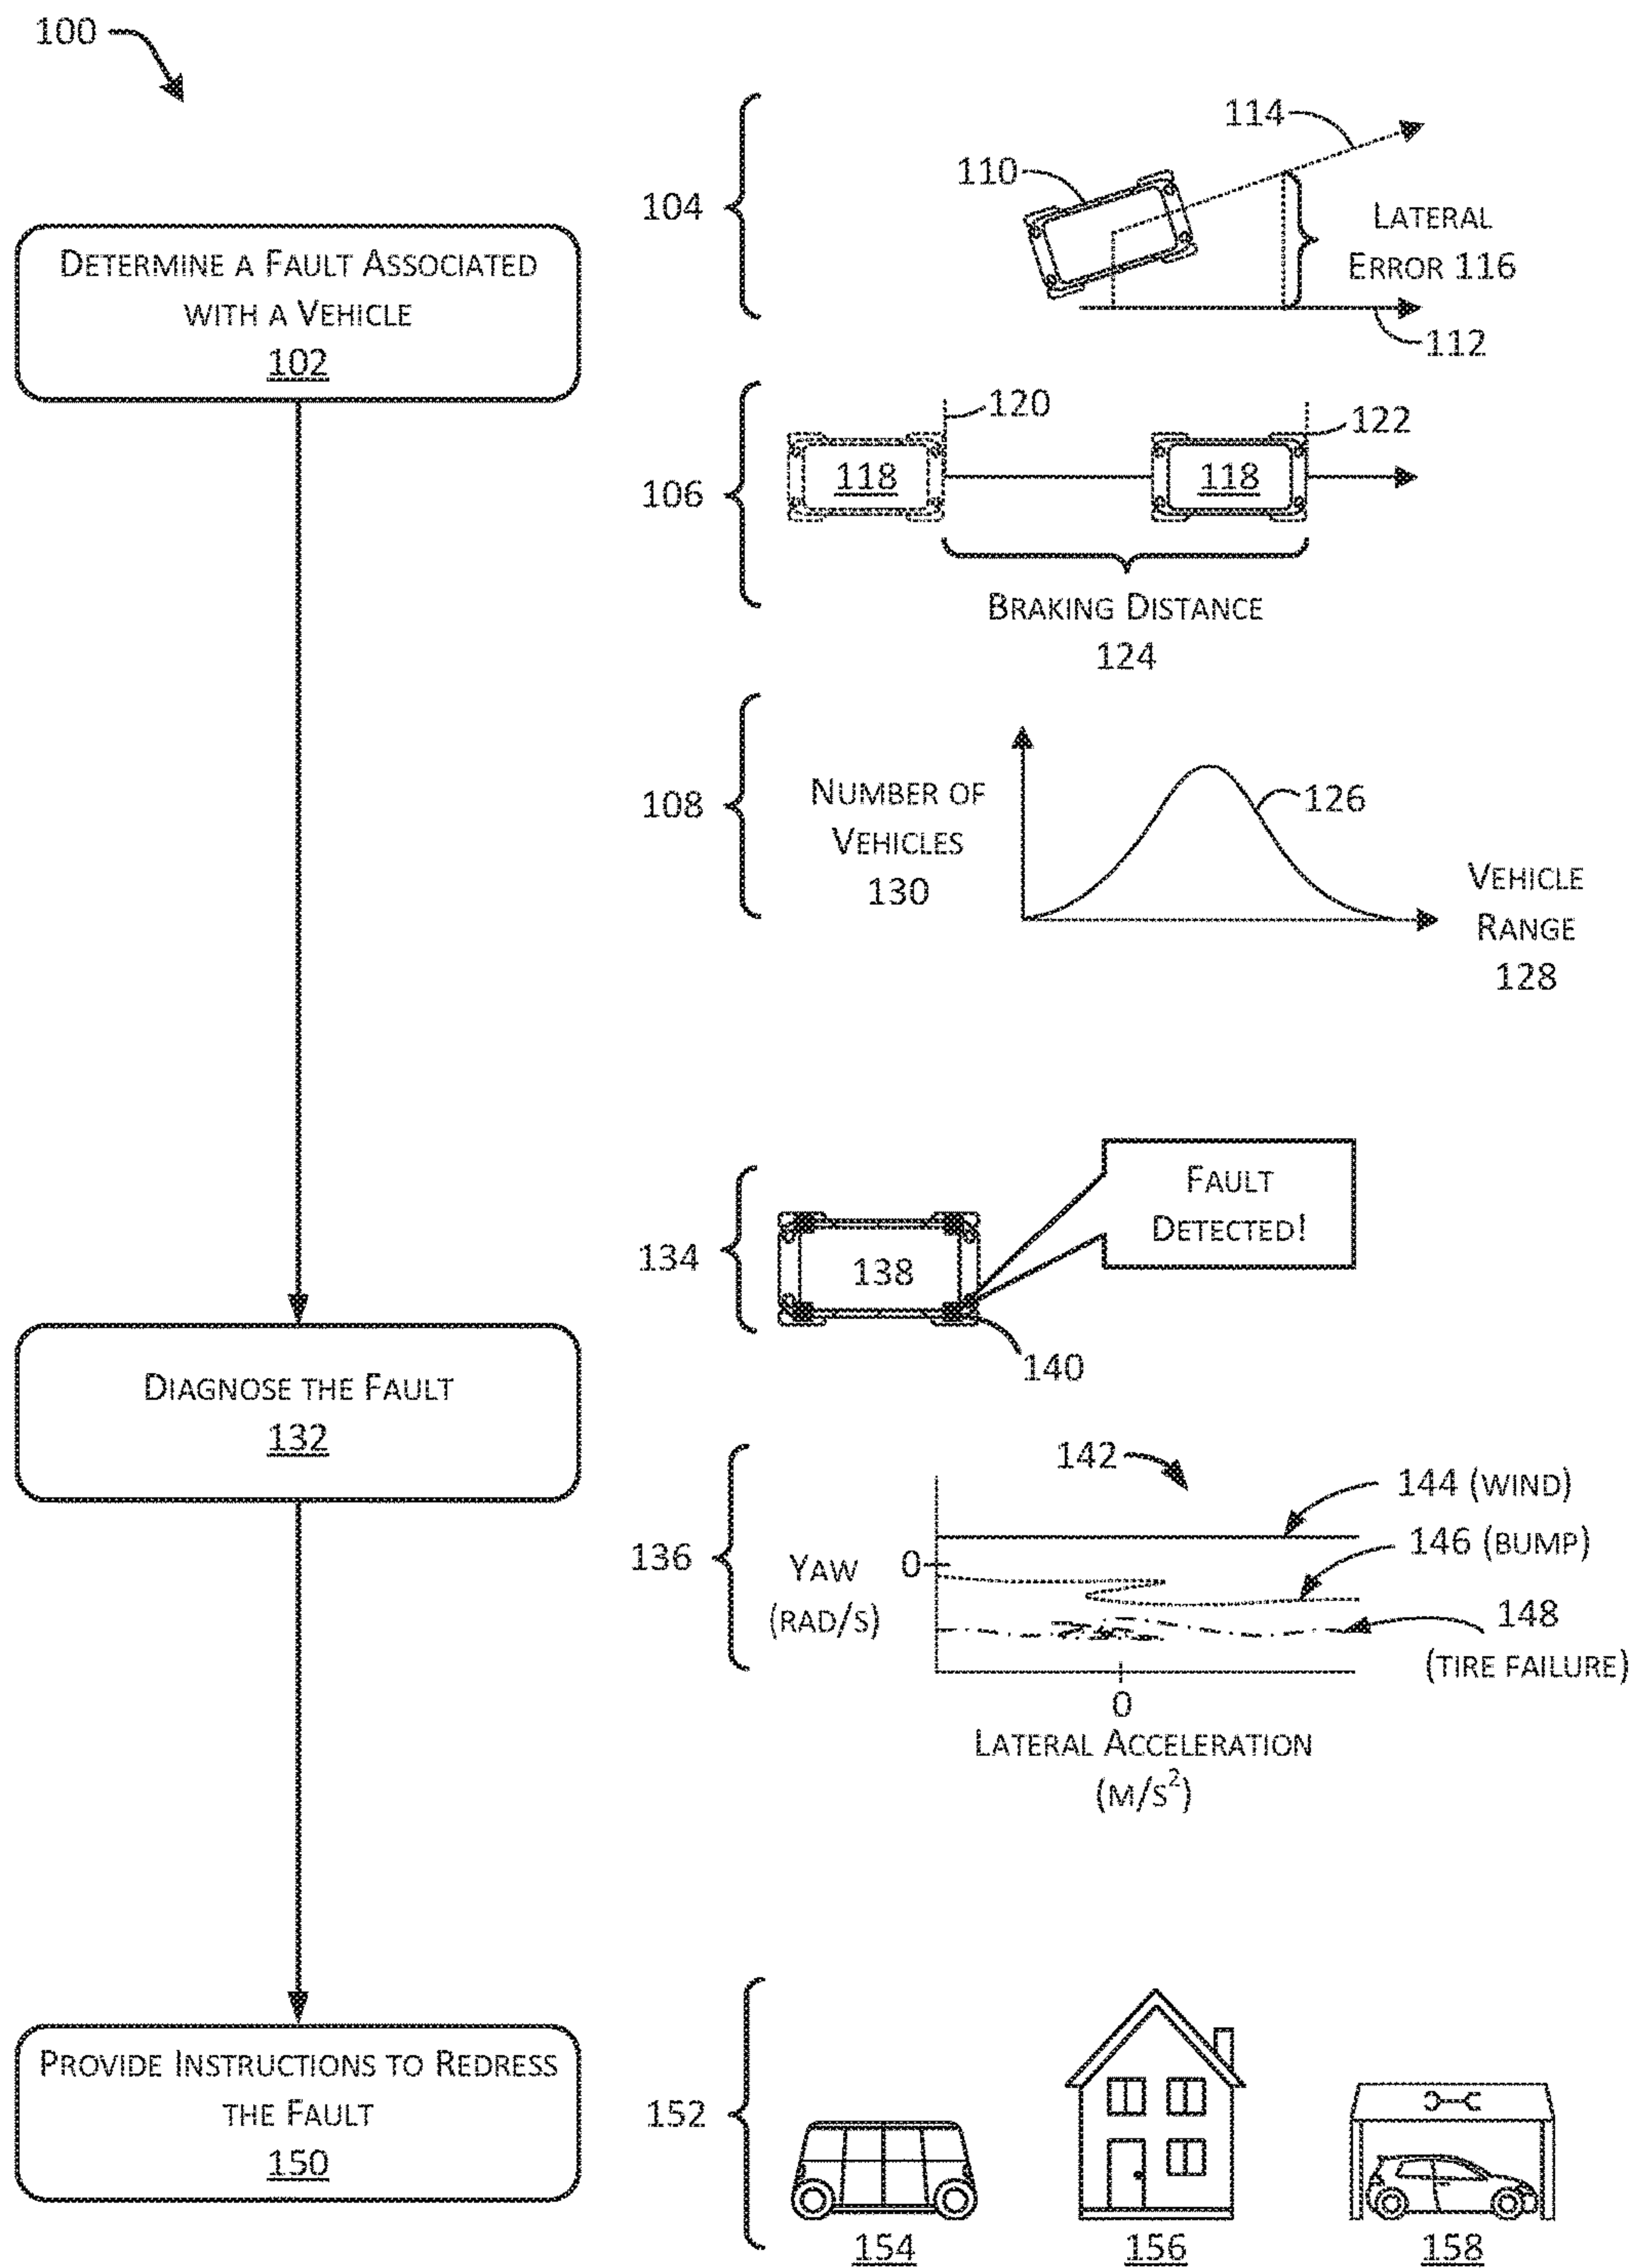 100
104
110
114
LATERAL
ERROR 116
112
DETERMINE A FAULT ASSOCIATED
WITH A VEHICLE
102
106
118
120
118
122
BRAKING DISTANCE
124
108
NUMBER OF
VEHICLES
130
126
VEHICLE
RANGE
128
134
138
FAULT
DETECTED!
140
DIAGNOSE THE FAULT
132
136
142
144 (WIND)
146 (BUMP)
148
(TIRE FAILURE)
YAW
(RAD/S)
0
0
LATERAL ACCELERATION
(M/S²)
PROVIDE INSTRUCTIONS TO REDRESS
THE FAULT
150
152
154
156
158